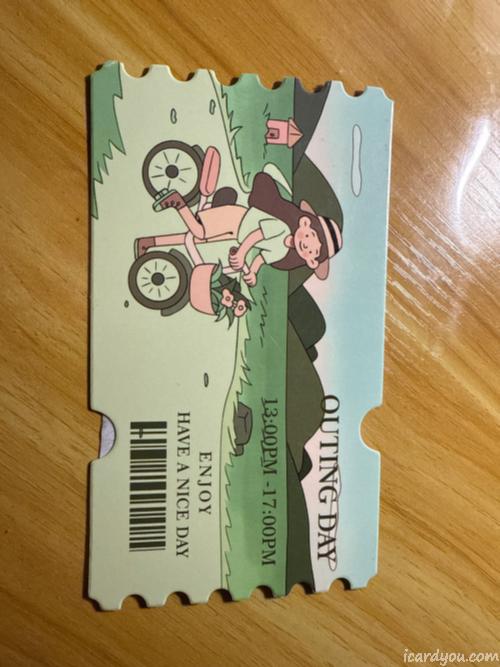 OUTING DAY
13:00PM - 17:00PM
ENJOY
HAVE A NICE DAY
icardyou.com